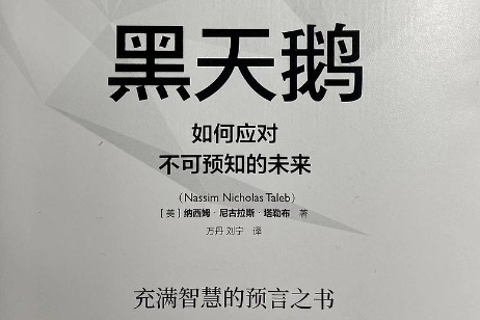 黑天鹅
如何应对
不可预知的未来
（Nassim Nicholas Taleb）
［美］纳西姆·尼古拉斯·塔勒布 著
方丹 刘宁 译
充满智慧的预言之书